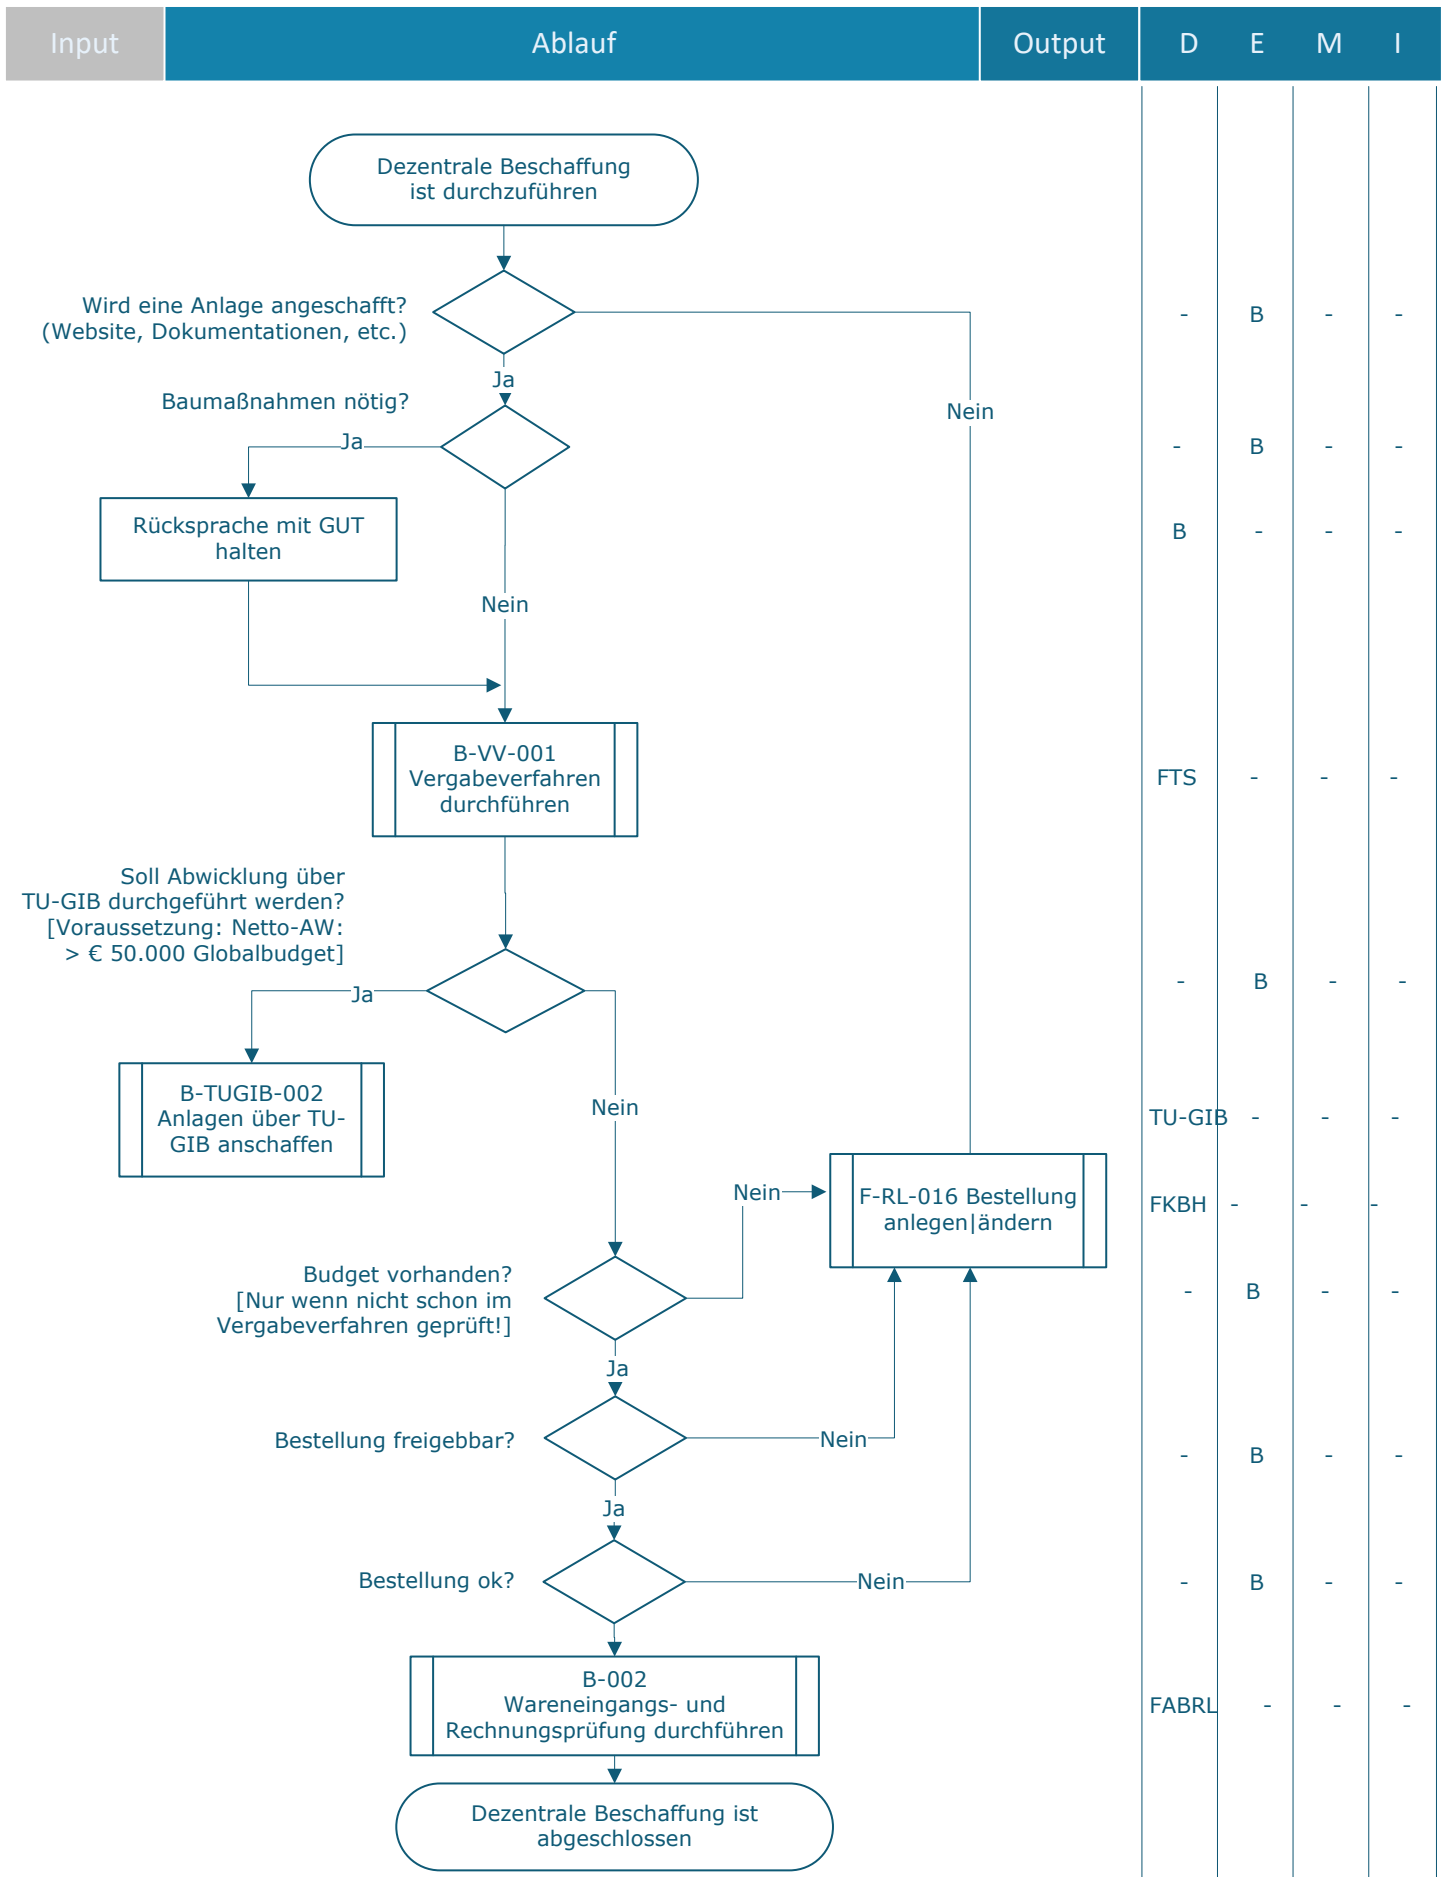 Input Ablauf Output D E M I
Dezentrale Beschaffung
ist durchzuführen
Wird eine Anlage angeschafft?
(Website, Dokumentationen, etc.)
- B - -
Ja
Baumaßnahmen nötig?
Nein
Ja
- B - -
Rücksprache mit GUT
halten
B - - -
Nein
B-VV-001
Vergabeverfahren
durchführen
FTS - - -
Soll Abwicklung über
TU-GIB durchgeführt werden?
[Voraussetzung: Netto-AW:
> € 50.000 Globalbudget]
- B - -
Ja
B-TUGIB-002
Anlagen über TU-
GIB anschaffen
Nein
TU-GIB - - -
Nein
F-RL-016 Bestellung
anlegen|ändern
FKBH - - -
Budget vorhanden?
[Nur wenn nicht schon im
Vergabeverfahren geprüft!]
- B - -
Ja
Bestellung freigebbar?
Nein
- B - -
Ja
Bestellung ok?
Nein
- B - -
B-002
Wareneingangs- und
Rechnungsprüfung durchführen
FABRL - - -
Dezentrale Beschaffung ist
abgeschlossen